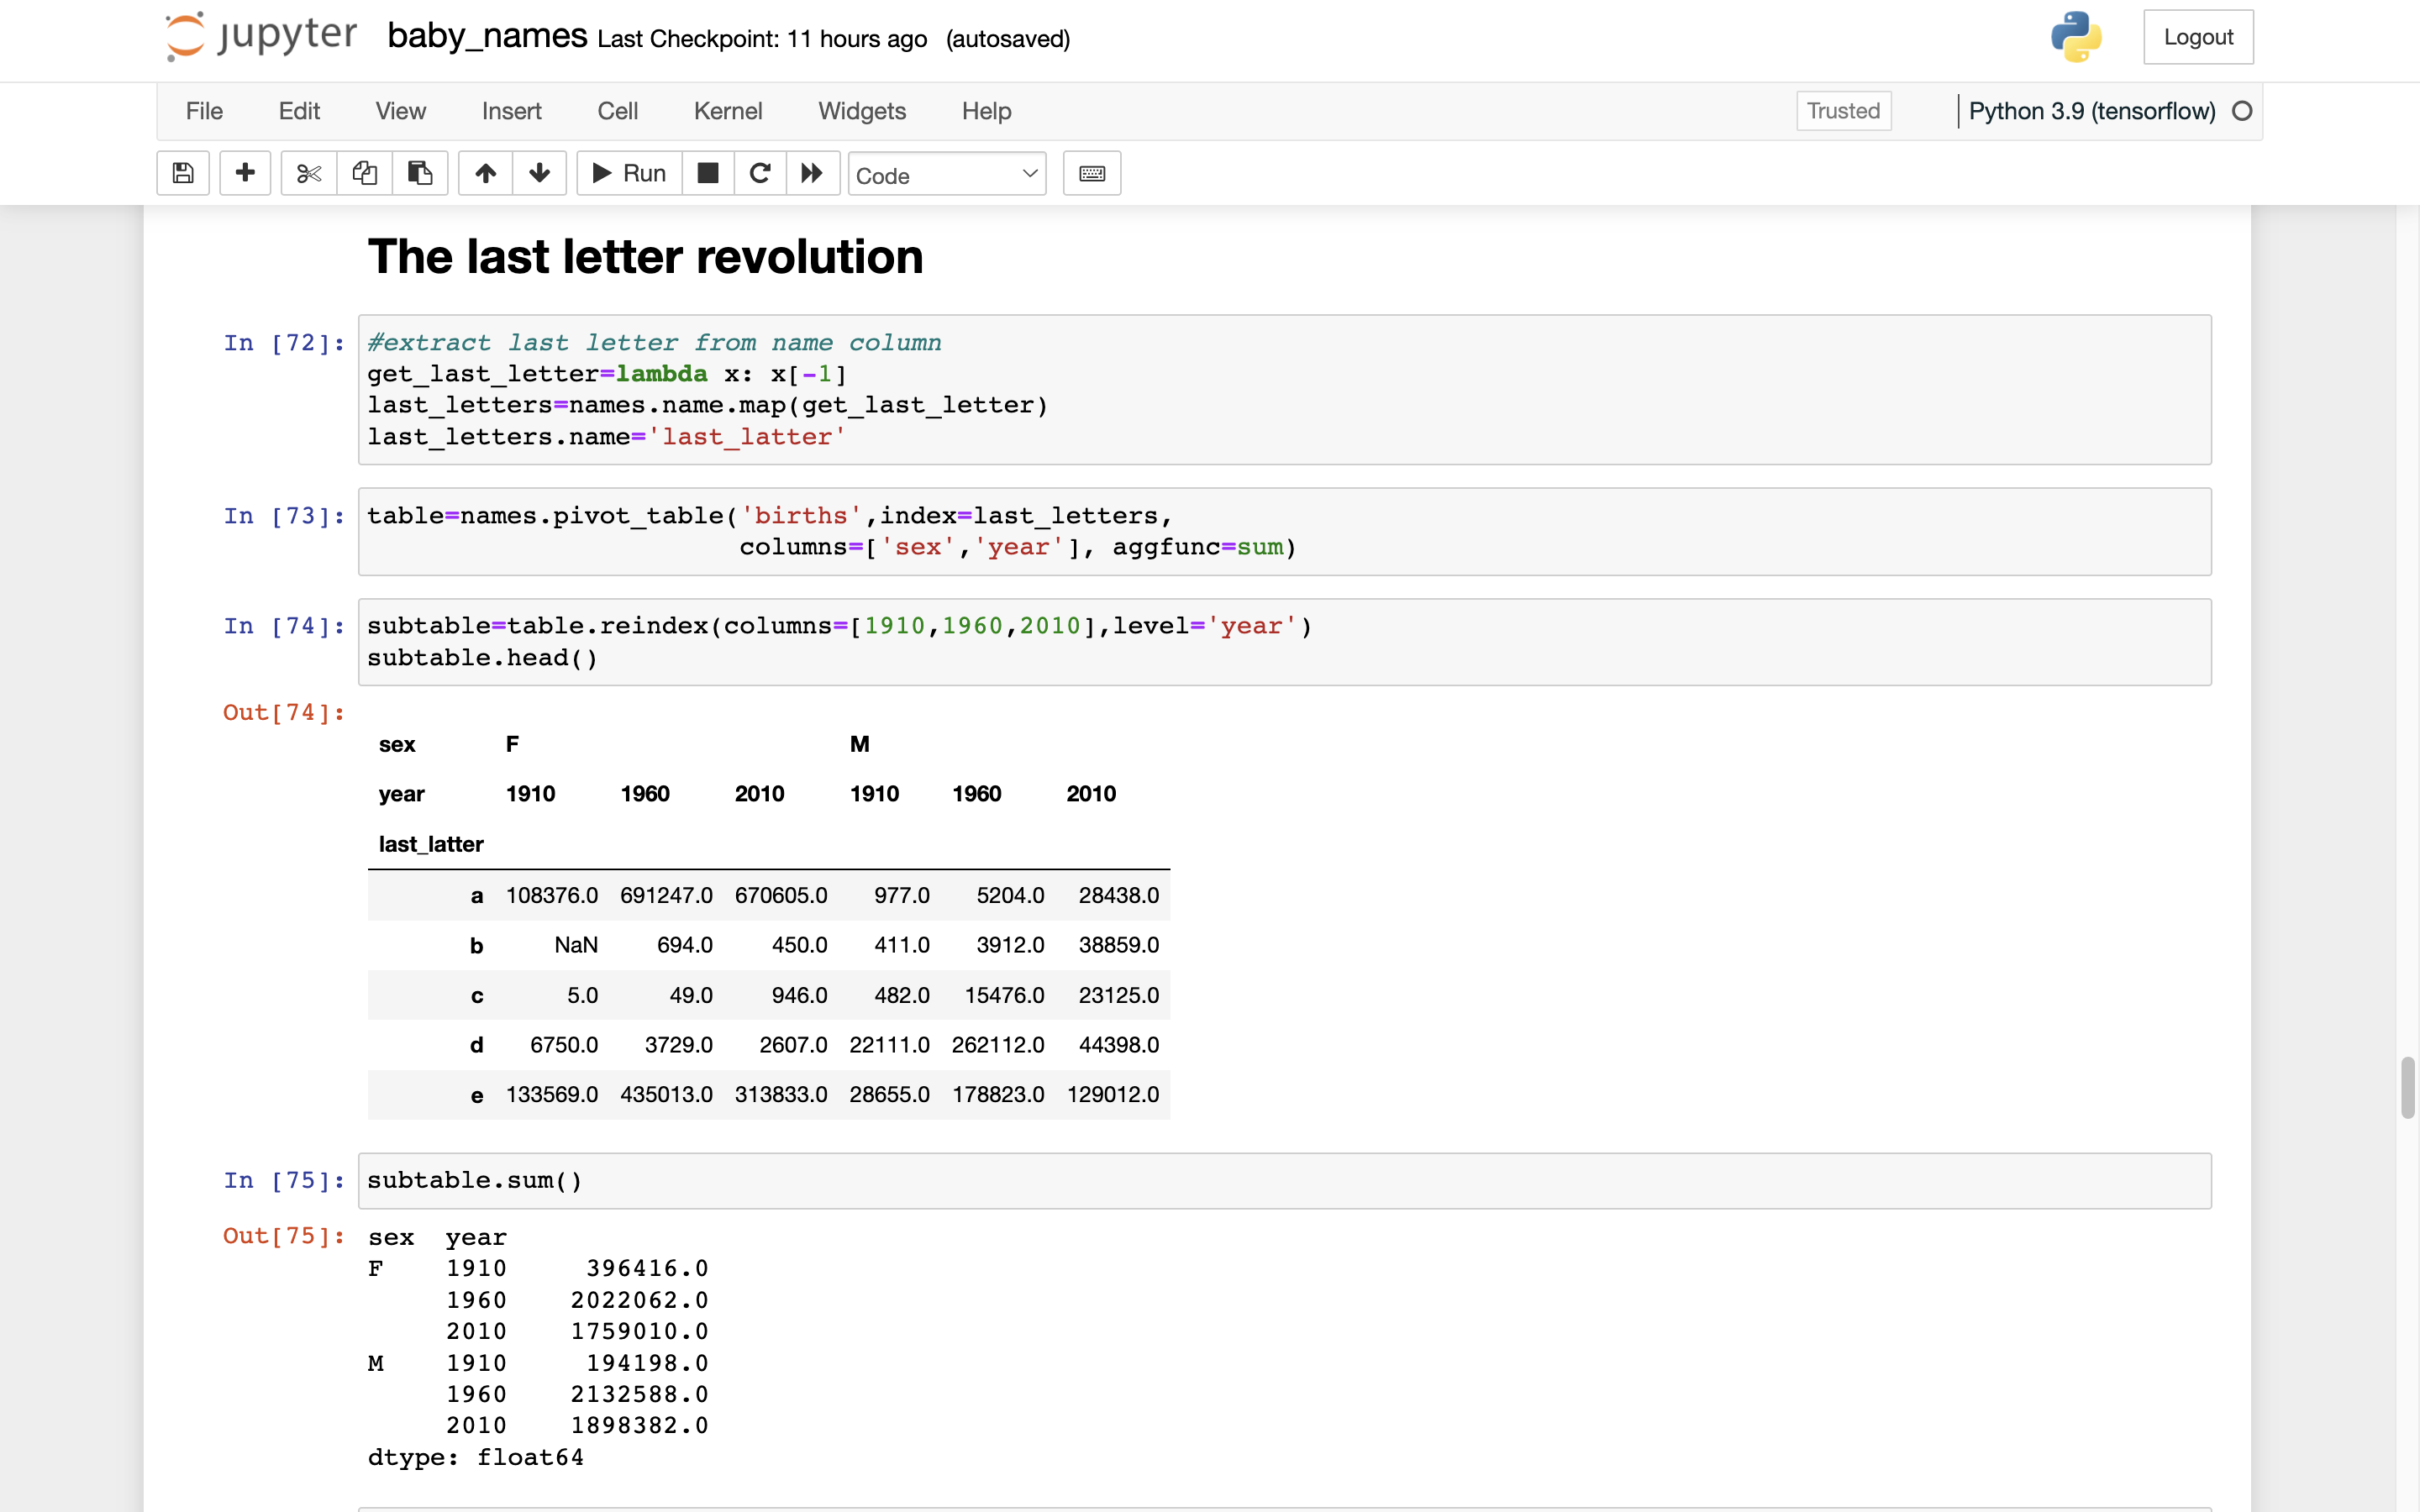 jupyter baby_names Last Checkpoint: 11 hours ago (autosaved) Logout
File Edit View Insert Cell Kernel Widgets Help Trusted Python 3.9 (tensorflow)
Run Code
The last letter revolution
In [72]: #extract last letter from name column
get_last_letter=lambda x: x[-1]
last_letters=names.name.map(get_last_letter)
last_letters.name='last_latter'
In [73]: table=names.pivot_table('births',index=last_letters,
columns=['sex','year'], aggfunc=sum)
In [74]: subtable=table.reindex(columns=[1910,1960,2010],level='year')
subtable.head()
Out[74]:
sex F M
year 1910 1960 2010 1910 1960 2010
last_latter
a 108376.0 691247.0 670605.0 977.0 5204.0 28438.0
b NaN 694.0 450.0 411.0 3912.0 38859.0
c 5.0 49.0 946.0 482.0 15476.0 23125.0
d 6750.0 3729.0 2607.0 22111.0 262112.0 44398.0
e 133569.0 435013.0 313833.0 28655.0 178823.0 129012.0
In [75]: subtable.sum()
Out[75]: sex year
F 1910 396416.0
1960 2022062.0
2010 1759010.0
M 1910 194198.0
1960 2132588.0
2010 1898382.0
dtype: float64